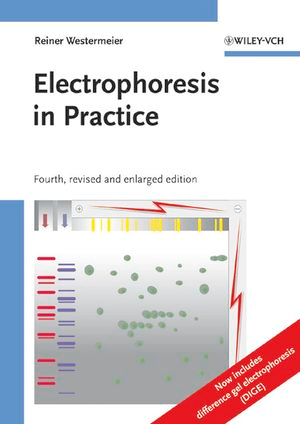 Reiner Westermeier
WILEY-VCH
Electrophoresis
in Practice
Fourth, revised and enlarged edition
+
−
Now includes
difference gel electrophoresis
(DIGE)